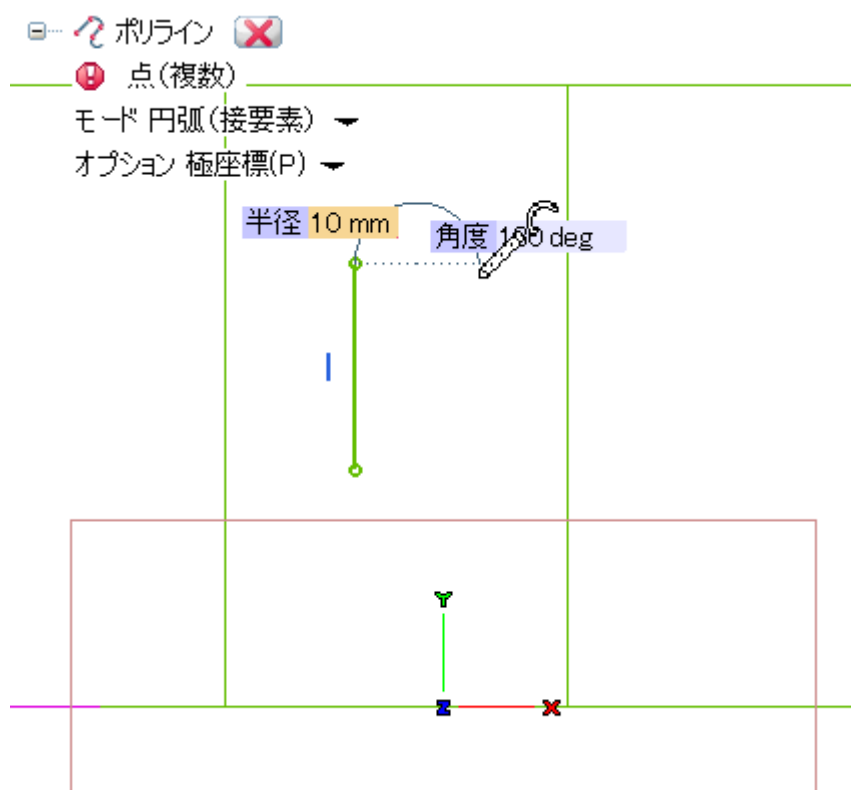 ポリライン
点(複数)
モード 円弧(接要素)
オプション 極座標(P)
半径 10 mm
角度 deg
Y
Z X